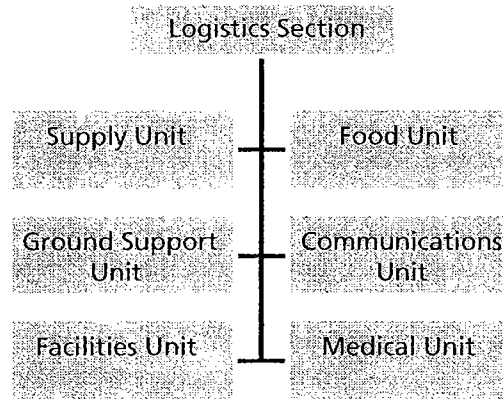 Logistics Section
Supply Unit
Food Unit
Ground Support
Unit
Communications
Unit
Facilities Unit
Medical Unit